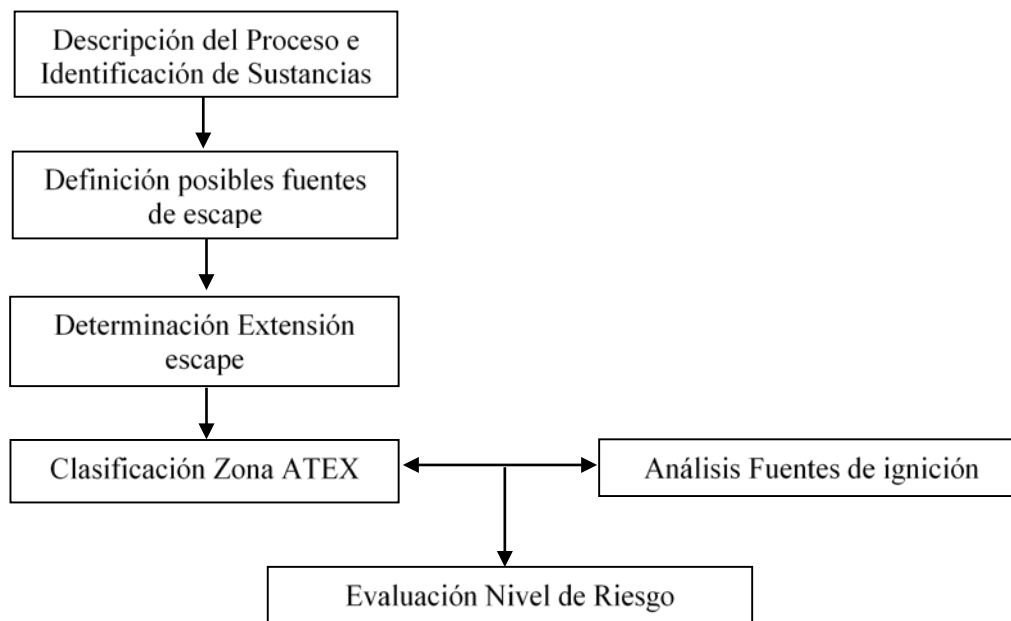 Descripción del Proceso e
Identificación de Sustancias
Definición posibles fuentes
de escape
Determinación Extensión
escape
Clasificación Zona ATEX
Análisis Fuentes de ignición
Evaluación Nivel de Riesgo